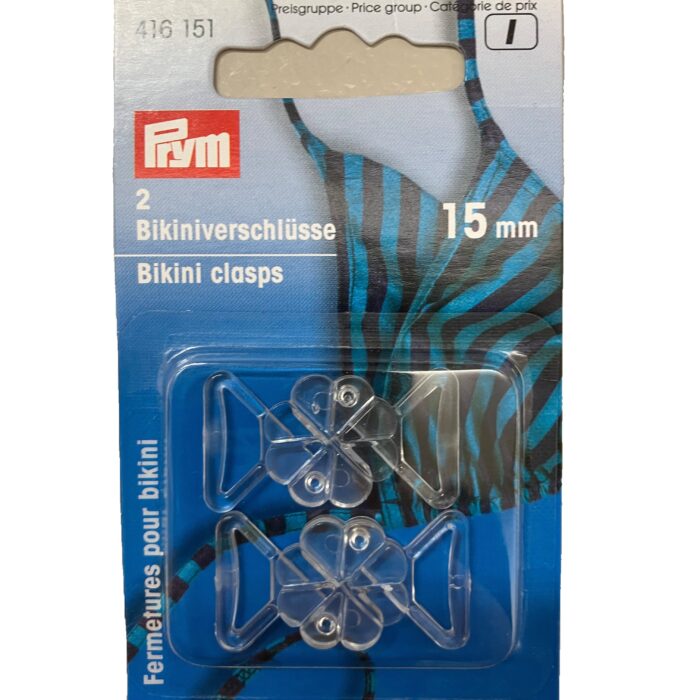 Preisgruppe · Price group · Catégorie de prix
416 151
I
Prym
2
Bikiniverschlüsse
15 mm
Bikini clasps
Fermetures pour bikini